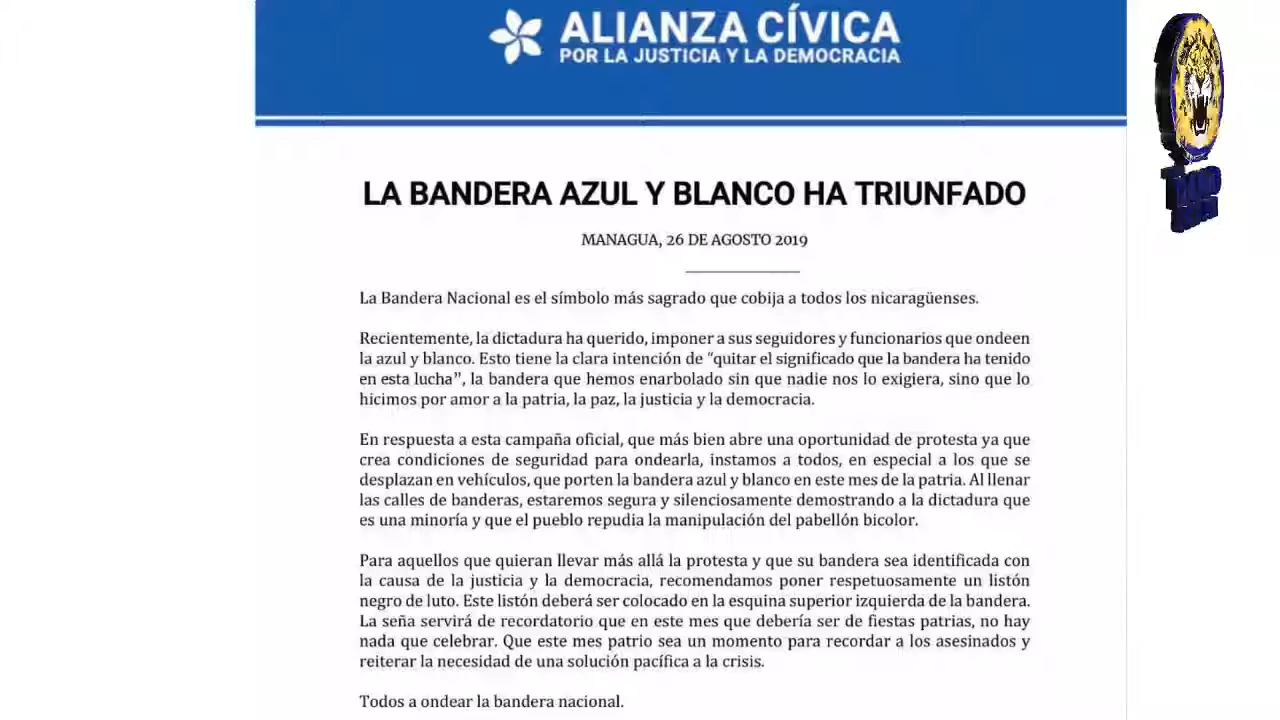 ALIANZA CÍVICA
POR LA JUSTICIA Y LA DEMOCRACIA
LA BANDERA AZUL Y BLANCO HA TRIUNFADO
MANAGUA, 26 DE AGOSTO 2019
La Bandera Nacional es el símbolo más sagrado que cobija a todos los nicaragüenses.
Recientemente, la dictadura ha querido, imponer a sus seguidores y funcionarios que ondeen
la azul y blanco. Esto tiene la clara intención de “quitar el significado que la bandera ha tenido
en esta lucha”, la bandera que hemos enarbolado sin que nadie nos lo exigiera, sino que lo
hicimos por amor a la patria, la paz, la justicia y la democracia.
En respuesta a esta campaña oficial, que más bien abre una oportunidad de protesta ya que
crea condiciones de seguridad para ondearla, instamos a todos, en especial a los que se
desplazan en vehículos, que porten la bandera azul y blanco en este mes de la patria. Al llenar
las calles de banderas, estaremos segura y silenciosamente demostrando a la dictadura que
es una minoría y que el pueblo repudia la manipulación del pabellón bicolor.
Para aquellos que quieran llevar más allá la protesta y que su bandera sea identificada con
la causa de la justicia y la democracia, recomendamos poner respetuosamente un listón
negro de luto. Este listón deberá ser colocado en la esquina superior izquierda de la bandera.
La seña servirá de recordatorio que en este mes que debería ser de fiestas patrias, no hay
nada que celebrar. Que este mes patrio sea un momento para recordar a los asesinados y
reiterar la necesidad de una solución pacífica a la crisis.
Todos a ondear la bandera nacional.